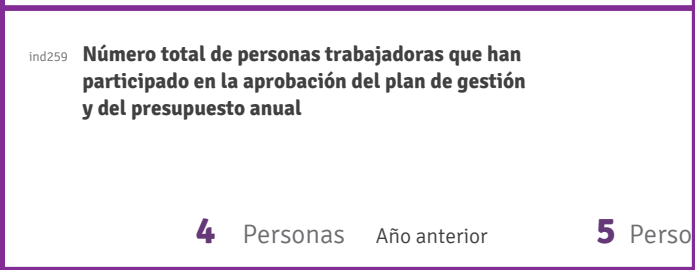 ind259 Número total de personas trabajadoras que han
participado en la aprobación del plan de gestión
y del presupuesto anual
4 Personas Año anterior 5 Perso